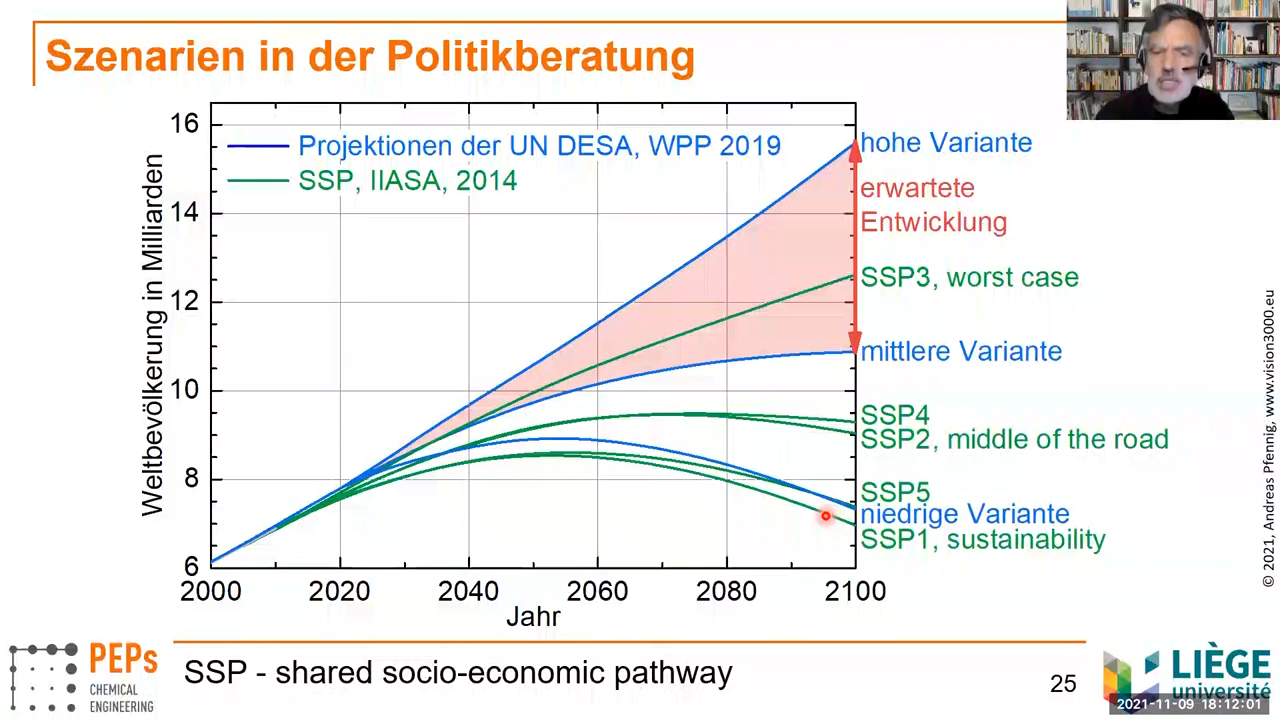 Szenarien in der Politikberatung
16
14
12
10
8
6
Weltbevölkerung in Milliarden
Projektionen der UN DESA, WPP 2019
SSP, IIASA, 2014
hohe Variante
erwartete
Entwicklung
SSP3, worst case
mittlere Variante
SSP4
SSP2, middle of the road
SSP5
niedrige Variante
SSP1, sustainability
2000 2020 2040 2060 2080 2100
Jahr
© 2021, Andreas Pfennig, www.vision3000.eu
PEPs
CHEMICAL
ENGINEERING
SSP - shared socio-economic pathway
25
LIÈGE
université
2021-11-09 18:12:01